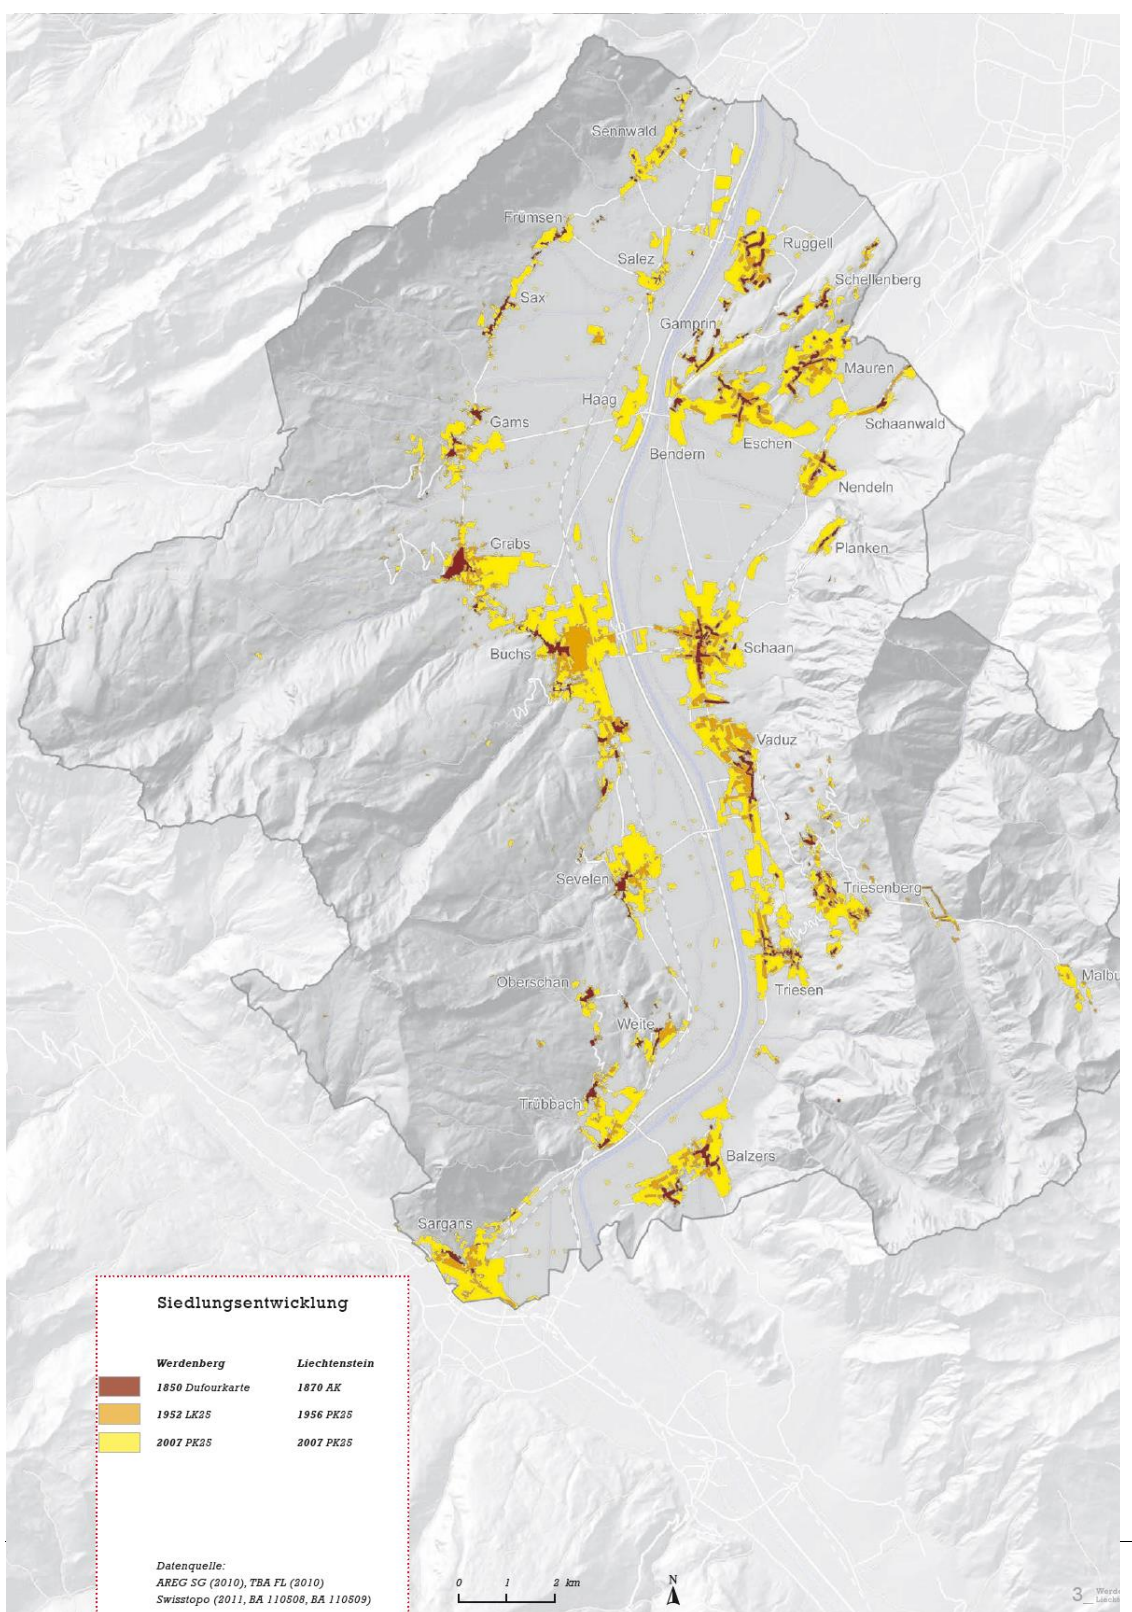 Sennwald
Frümsen
Ruggell
Salez
Schellenberg
Sax
Gamprin
Mauren
Haag
Gams
Schaanwald
Eschen
Bendern
Nendeln
Grabs
Planken
Buchs
Schaan
Vaduz
Sevelen
Triesenberg
Oberschan
Malbu
Triesen
Weite
Trübbach
Balzers
Sargans
Siedlungsentwicklung
Werdenberg Liechtenstein
1850 Dufourkarte 1870 AK
1952 LK25 1956 PK25
2007 PK25 2007 PK25
Datenquelle:
AREG SG (2010), TBA FL (2010)
Swisstopo (2011, BA 110508, BA 110509)
0 1 2 km
N
3__ Werde
Liech